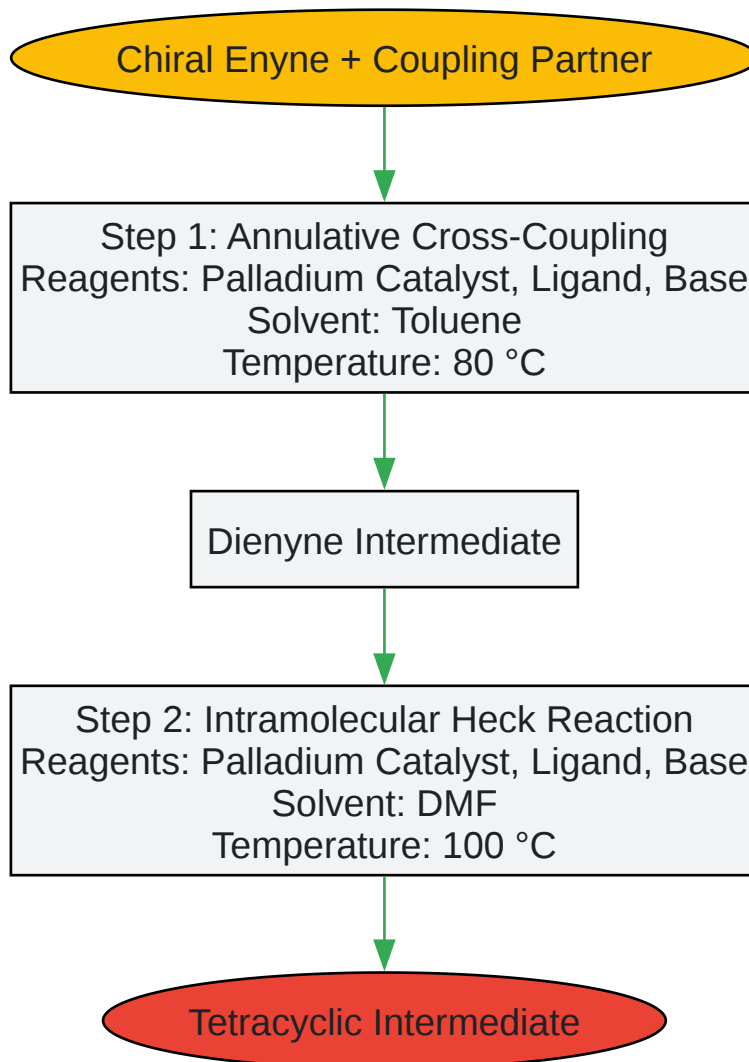 Chiral Enyne + Coupling Partner
Step 1: Annulative Cross-Coupling
Reagents: Palladium Catalyst, Ligand, Base
Solvent: Toluene
Temperature: 80 °C
Dienyne Intermediate
Step 2: Intramolecular Heck Reaction
Reagents: Palladium Catalyst, Ligand, Base
Solvent: DMF
Temperature: 100 °C
Tetracyclic Intermediate